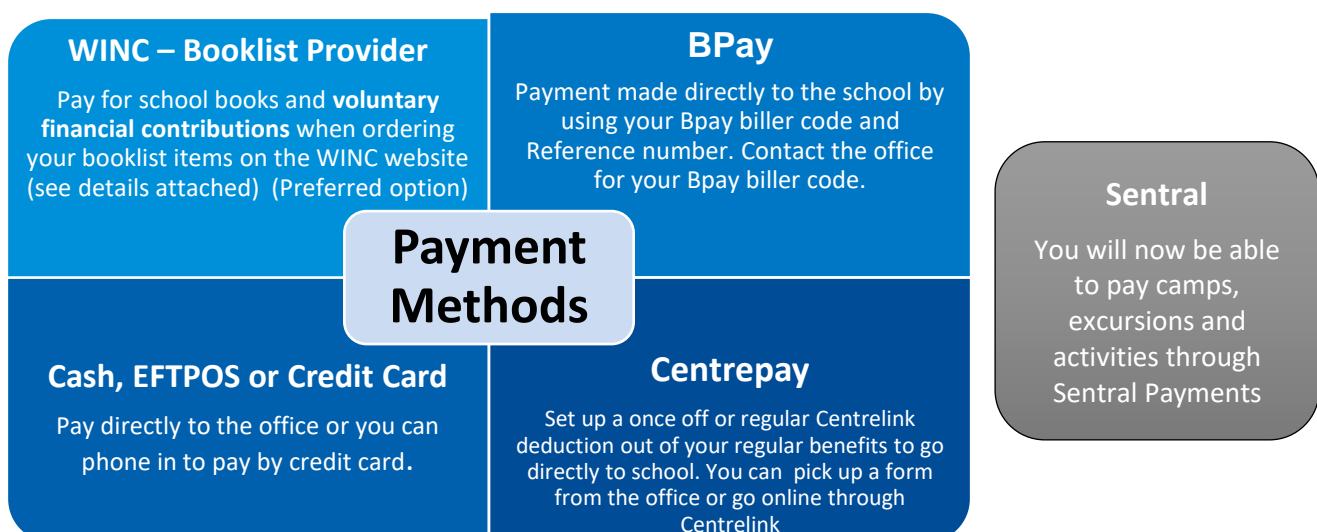 WINC – Booklist Provider
Pay for school books and voluntary
financial contributions when ordering
your booklist items on the WINC website
(see details attached)  (Preferred option)
BPay
Payment made directly to the school by
using your Bpay biller code and
Reference number. Contact the office
for your Bpay biller code.
Payment
Methods
Cash, EFTPOS or Credit Card
Pay directly to the office or you can
phone in to pay by credit card.
Centrepay
Set up a once off or regular Centrelink
deduction out of your regular benefits to go
directly to school. You can  pick up a form
from the office or go online through
Centrelink
Sentral
You will now be able
to pay camps,
excursions and
activities through
Sentral Payments